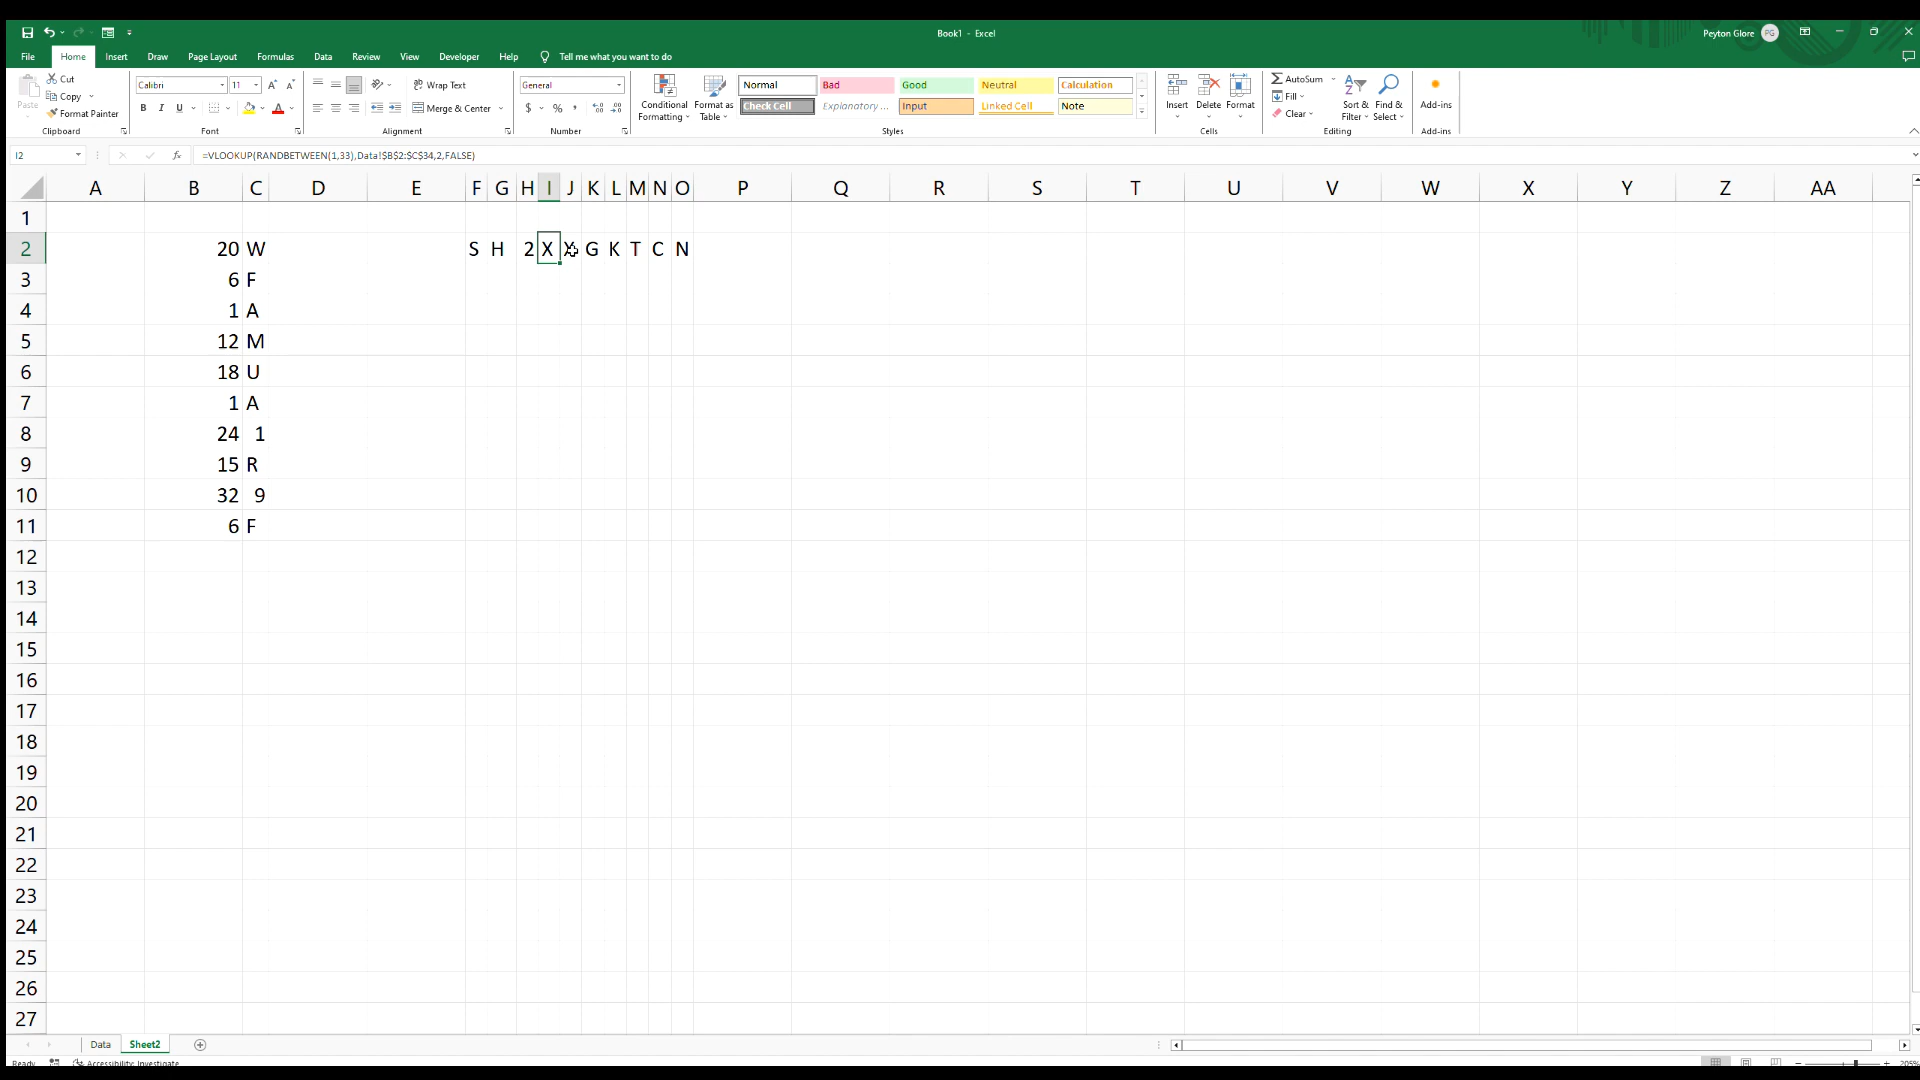 Book1 - Excel
Peyton Glore PG
File Home Insert Draw Page Layout Formulas Data Review View Developer Help Tell me what you want to do
Paste Cut Copy Format Painter Clipboard
Calibri 11 A A B I U A Font
Wrap Text Merge & Center Alignment
General $ % , Number
Conditional Formatting Format as Table
Normal Bad Good Neutral Calculation
Check Cell Explanatory ... Input Linked Cell Note
Styles
Insert Delete Format Cells
AutoSum Fill Clear Sort & Filter Find & Select Editing
Add-ins Add-ins
I2 fx =VLOOKUP(RANDBETWEEN(1,33),Data!$B$2:$C$34,2,FALSE)
A B C D E F G H I J K L M N O P Q R S T U V W X Y Z AA
1
2 20 W S H 2 X X G K T C N
3 6 F
4 1 A
5 12 M
6 18 U
7 1 A
8 24 1
9 15 R
10 32 9
11 6 F
12
13
14
15
16
17
18
19
20
21
22
23
24
25
26
27
Data Sheet2
Ready Accessibility: Investigate 205%